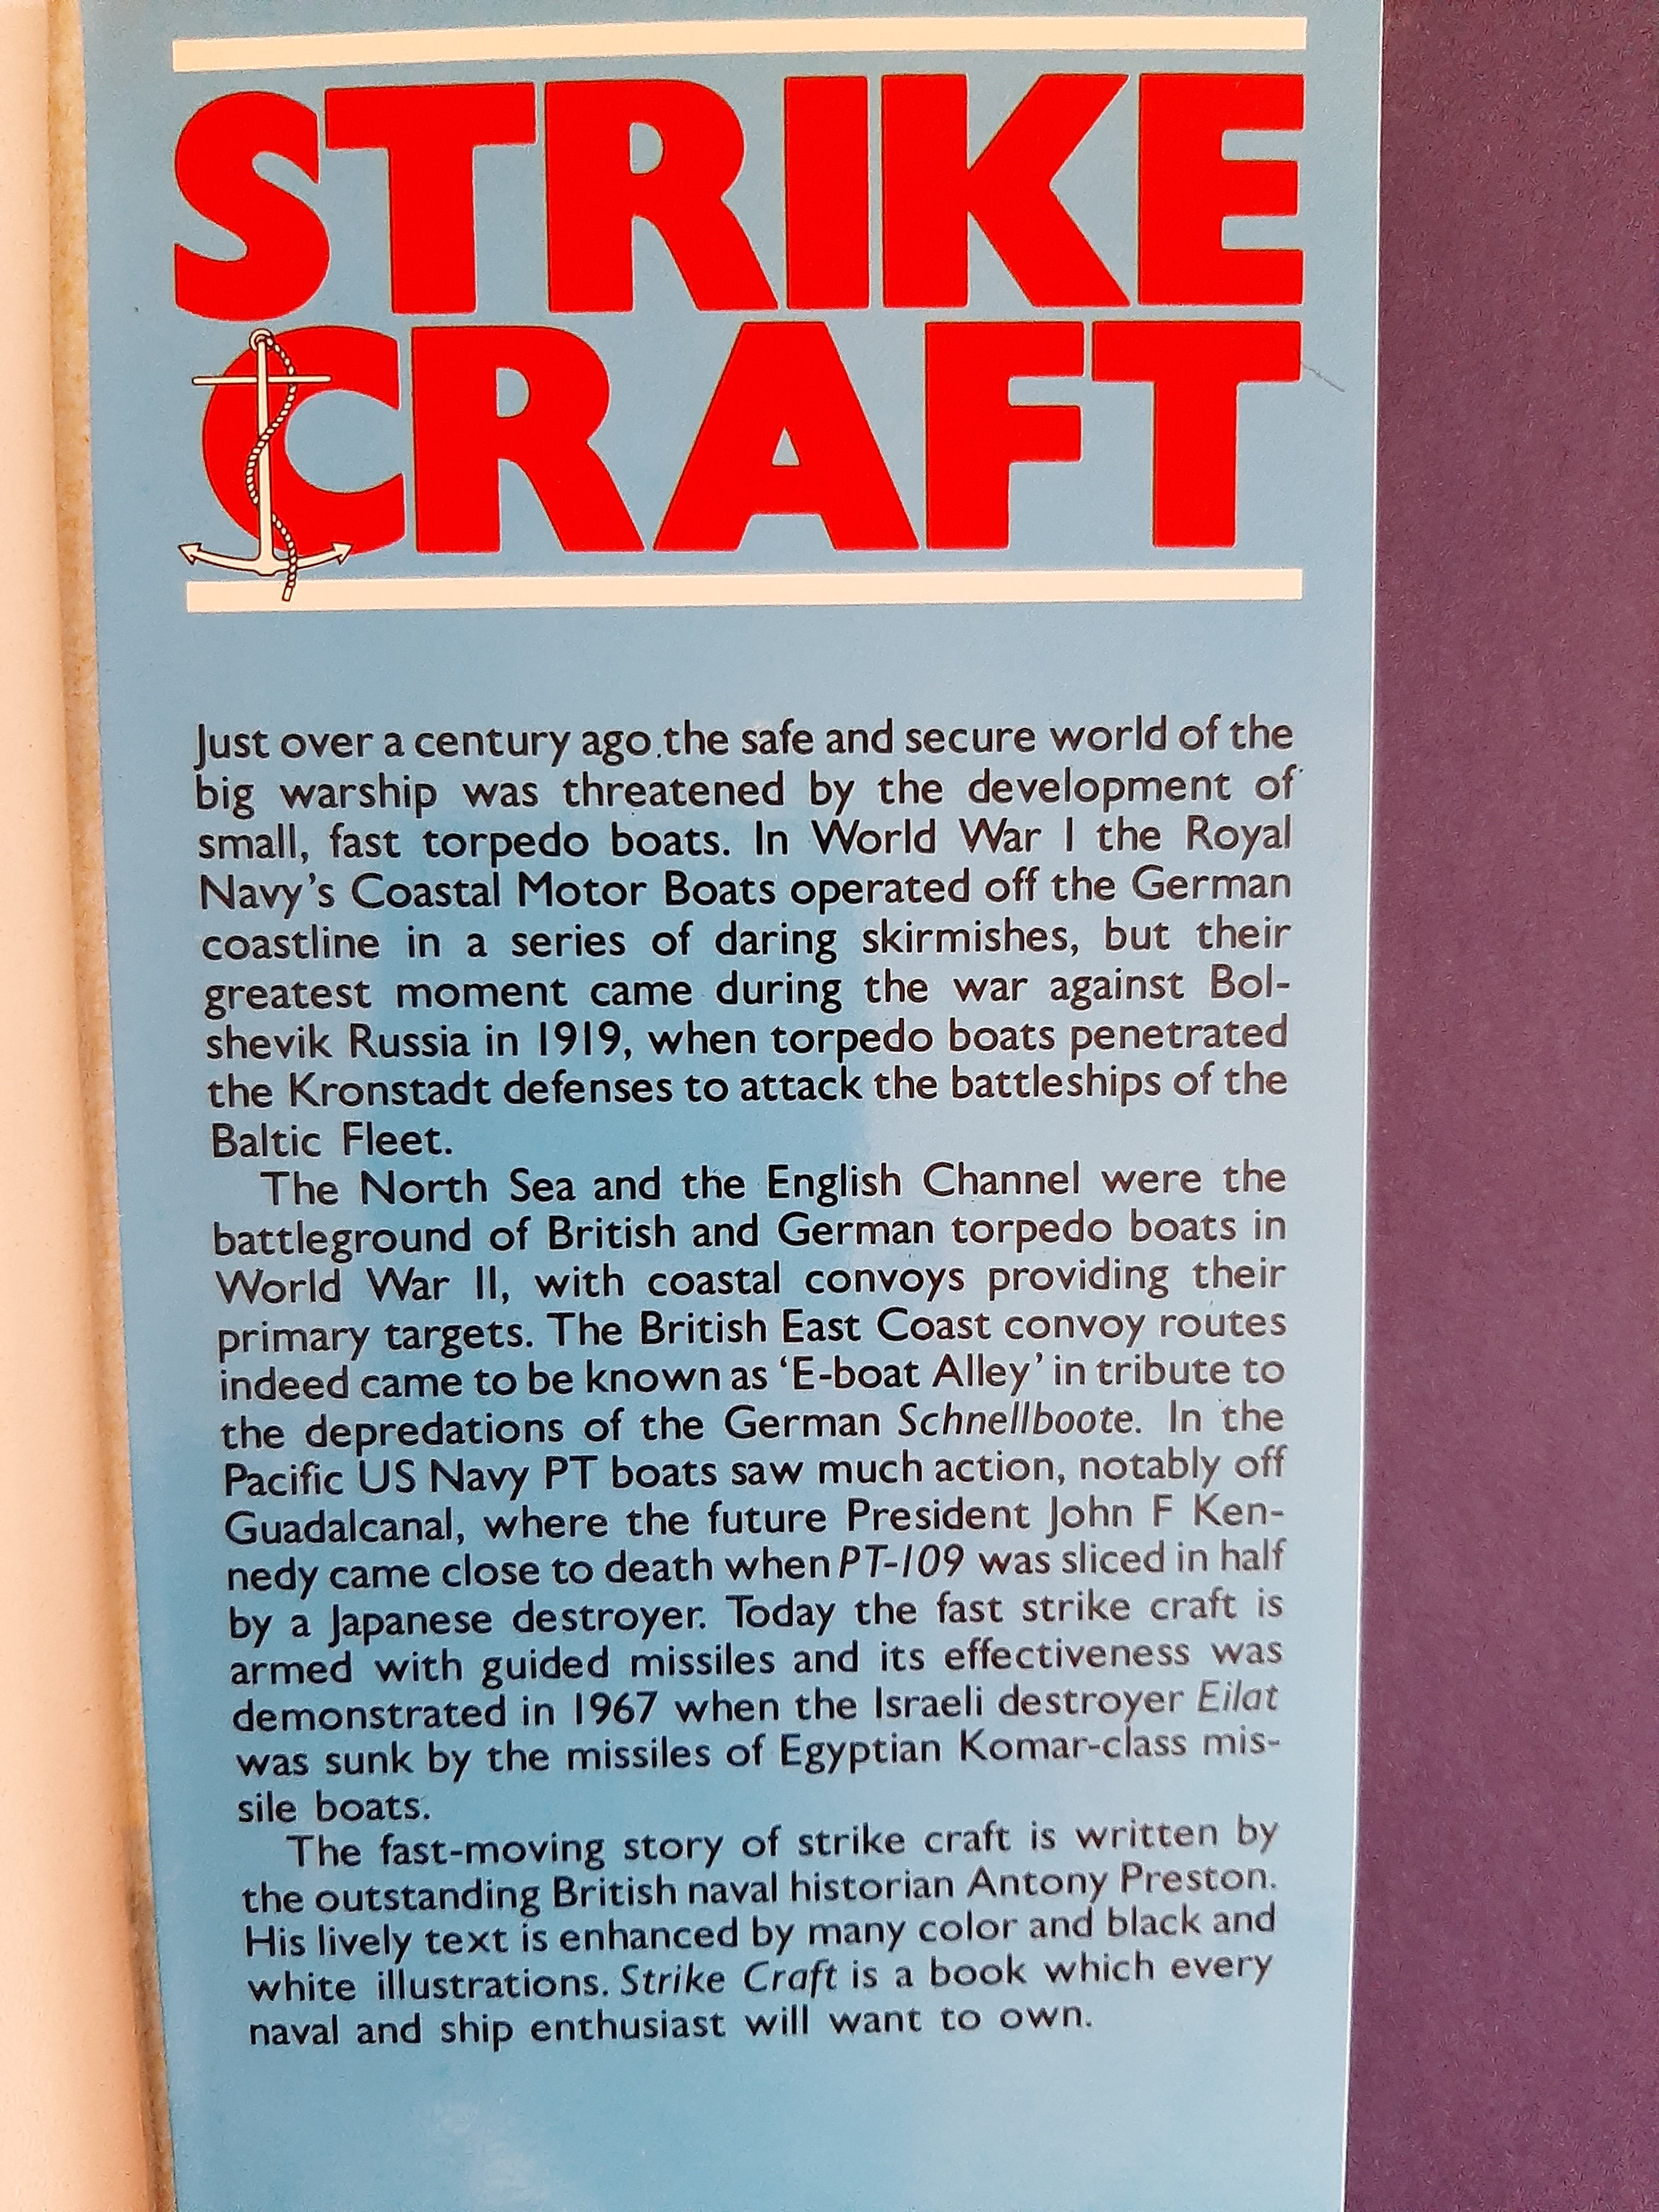 STRIKE
CRAFT
Just over a century ago the safe and secure world of the
big warship was threatened by the development of
small, fast torpedo boats. In World War I the Royal
Navy's Coastal Motor Boats operated off the German
coastline in a series of daring skirmishes, but their
greatest moment came during the war against Bol-
shevik Russia in 1919, when torpedo boats penetrated
the Kronstadt defenses to attack the battleships of the
Baltic Fleet.
The North Sea and the English Channel were the
battleground of British and German torpedo boats in
World War II, with coastal convoys providing their
primary targets. The British East Coast convoy routes
indeed came to be known as ‘E-boat Alley’ in tribute to
the depredations of the German Schnellboote. In the
Pacific US Navy PT boats saw much action, notably off
Guadalcanal, where the future President John F Ken-
nedy came close to death when PT-109 was sliced in half
by a Japanese destroyer. Today the fast strike craft is
armed with guided missiles and its effectiveness was
demonstrated in 1967 when the Israeli destroyer Eilat
was sunk by the missiles of Egyptian Komar-class mis-
sile boats.
The fast-moving story of strike craft is written by
the outstanding British naval historian Antony Preston.
His lively text is enhanced by many color and black and
white illustrations. Strike Craft is a book which every
naval and ship enthusiast will want to own.